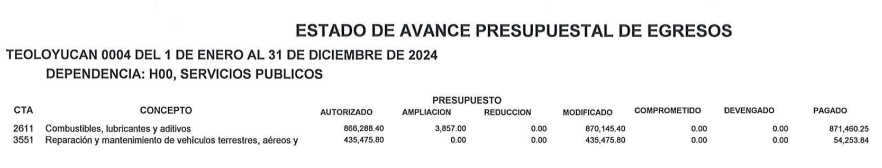 ESTADO DE AVANCE PRESUPUESTAL DE EGRESOS
TEOLOYUCAN 0004 DEL 1 DE ENERO AL 31 DE DICIEMBRE DE 2024
DEPENDENCIA: H00, SERVICIOS PUBLICOS
PRESUPUESTO
CTA CONCEPTO AUTORIZADO AMPLIACION REDUCCION MODIFICADO COMPROMETIDO DEVENGADO PAGADO
2611 Combustibles, lubricantes y aditivos 866,288.40 3,857.00 0.00 870,145.40 0.00 0.00 871,460.25
3551 Reparación y mantenimiento de vehículos terrestres, aéreos y 435,475.80 0.00 0.00 435,475.80 0.00 0.00 54,253.84